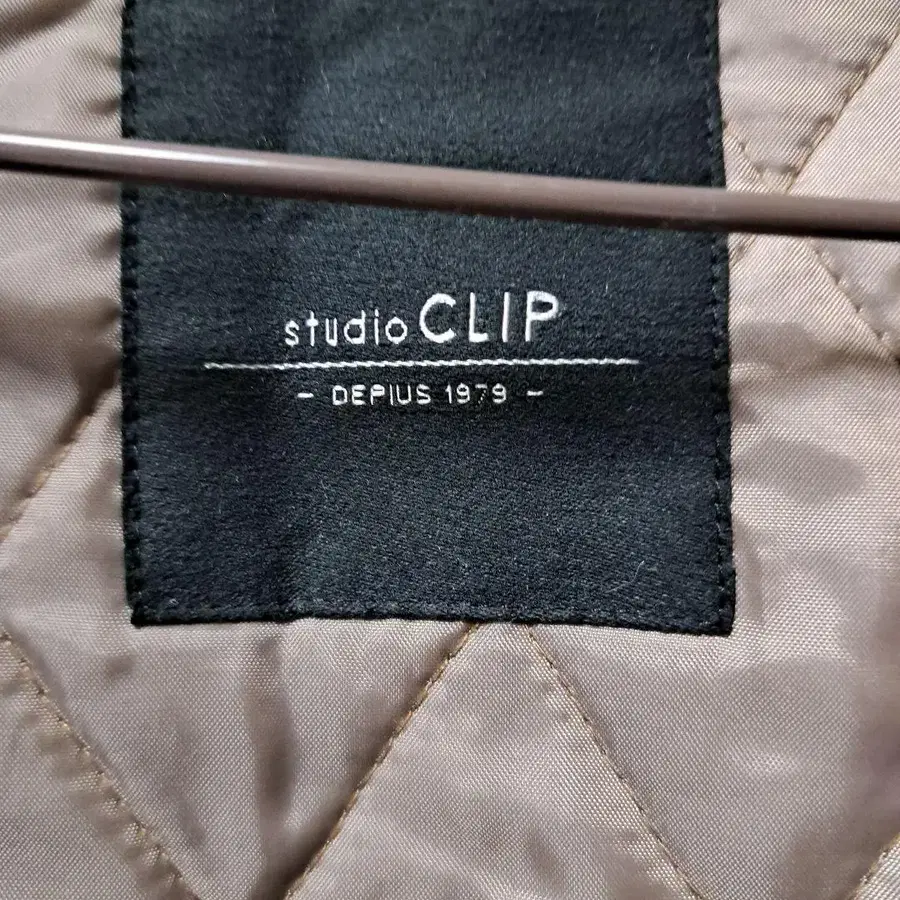 studio CLIP
- DEPIUS 1979 -